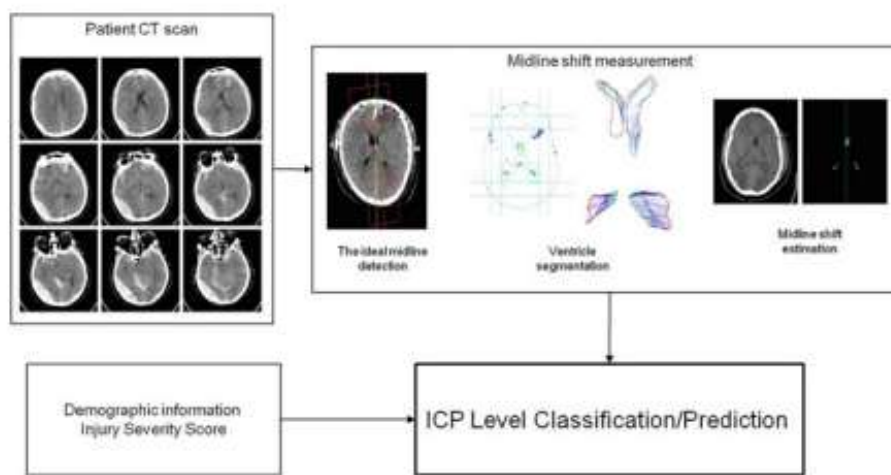 Patient CT scan
Midline shift measurement
The ideal midline
detection
Ventricle
segmentation
Midline shift
estimation
Demographic information
Injury Severity Score
ICP Level Classification/Prediction